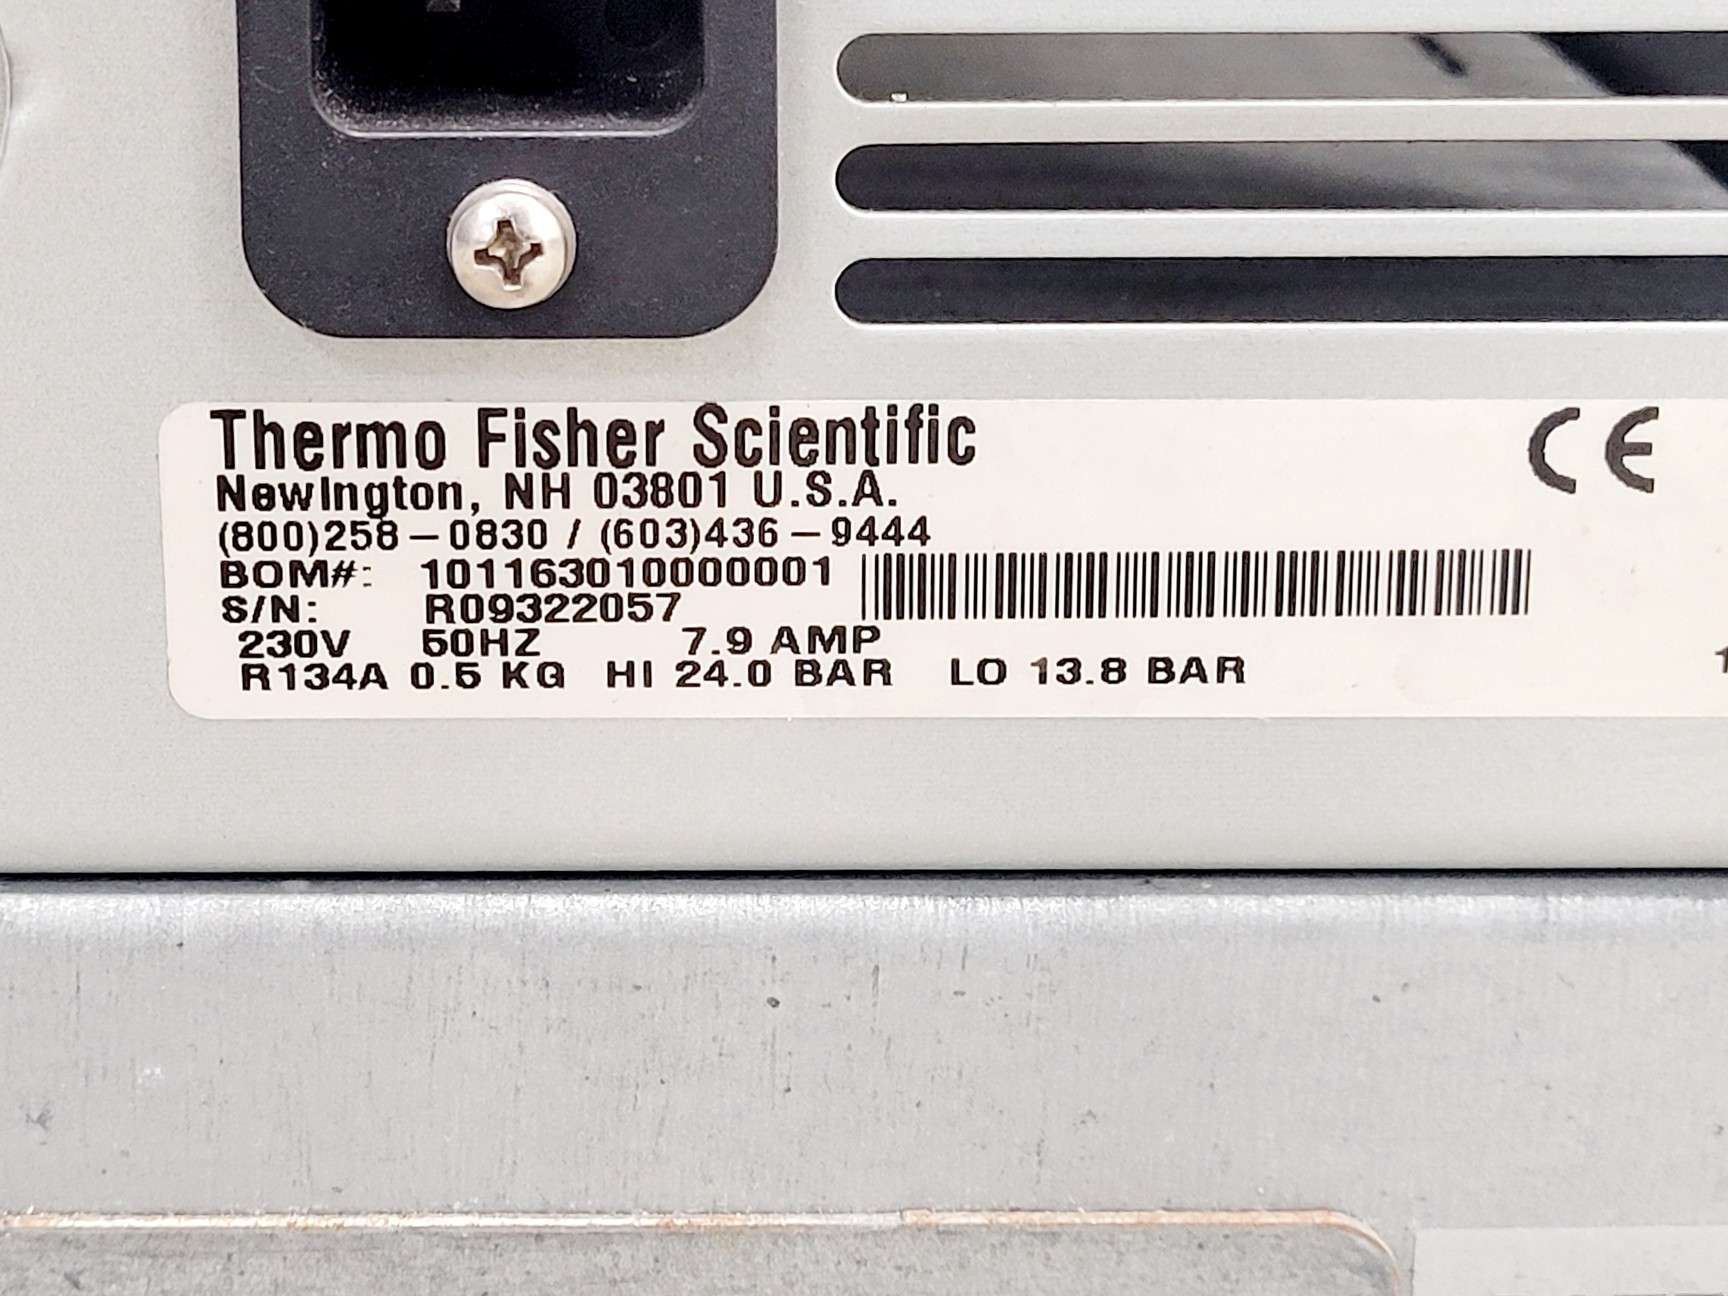 Thermo Fisher Scientific
CE
Newington, NH 03801 U.S.A.
(800)258-0830 / (603)436-9444
BOM#: 101163010000001
S/N: R09322057
230V 50HZ 7.9 AMP
R134A 0.5 KG HI 24.0 BAR LO 13.8 BAR